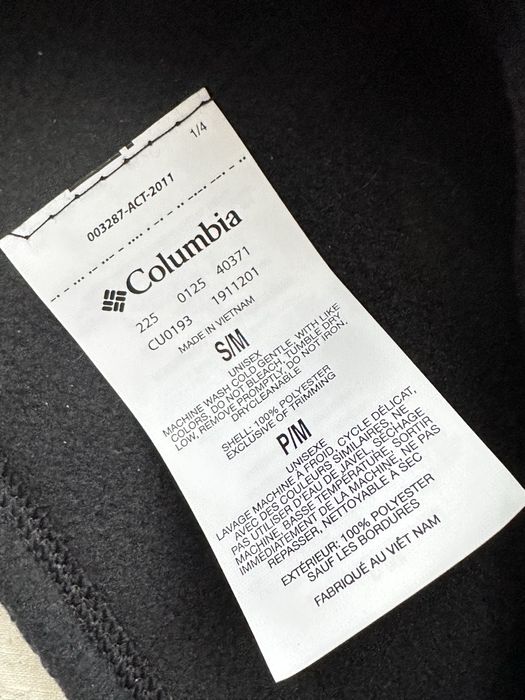 1/4
003287-ACT-2011
Columbia
225 0125 40371
CU0193 1911201
MADE IN VIETNAM
S/M
UNISEX
MACHINE WASH COLD GENTLE, WITH LIKE
COLORS, DO NOT BLEACH, TUMBLE DRY
LOW, REMOVE PROMPTLY, DO NOT IRON,
DRYCLEANABLE
SHELL: 100% POLYESTER
EXCLUSIVE OF TRIMMING
P/M
UNISEXE
LAVAGE MACHINE À FROID, CYCLE DÉLICAT,
AVEC DES COULEURS SIMILAIRES, NE
PAS UTILISER D'EAU DE JAVEL, SÉCHAGE
MACHINE BASSE TEMPÉRATURE, SORTIR
IMMÉDIATEMENT DE LA MACHINE, NE PAS
REPASSER, NETTOYABLE À SEC
EXTÉRIEUR: 100% POLYESTER
SAUF LES BORDURES
FABRIQUÉ AU VIÊT NAM